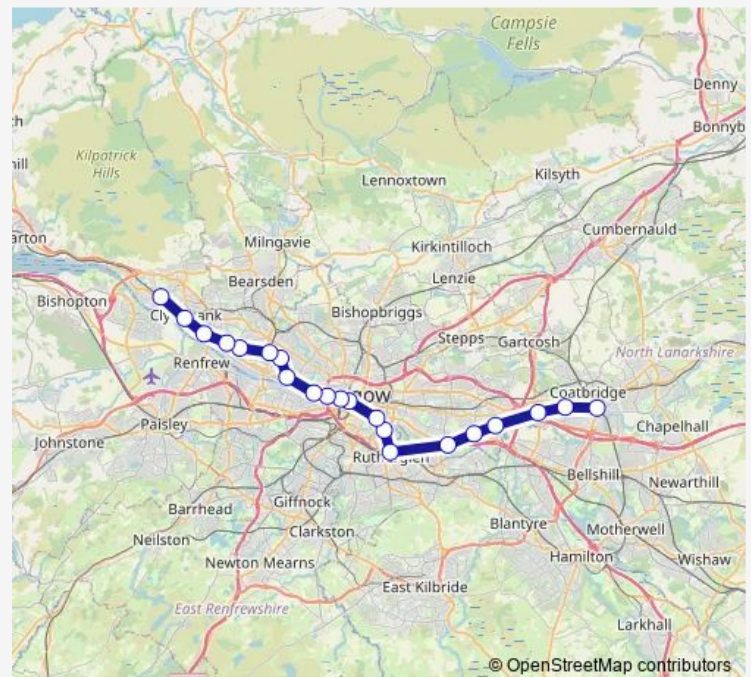 Campsie
Fells
Denny
Bonnyb
Kilpatrick
Hills
Kilsyth
Lennoxtown
Cumbernauld
Milngavie
Kirkintilloch
arton
Bearsden
Lenzie
Bishopton
Bishopbriggs
Stepps
Gartcosh
Renfrew
North Lanarkshire
Coatbridge
Paisley
Chapelhall
Johnstone
Bellshill
Newarthill
Giffnock
Barrhead
Blantyre
Motherwell
Clarkston
Neilston
Hamilton
Wishaw
Newton Mearns
East Kilbride
East Renfrewshire
Larkhall
© OpenStreetMap contributors